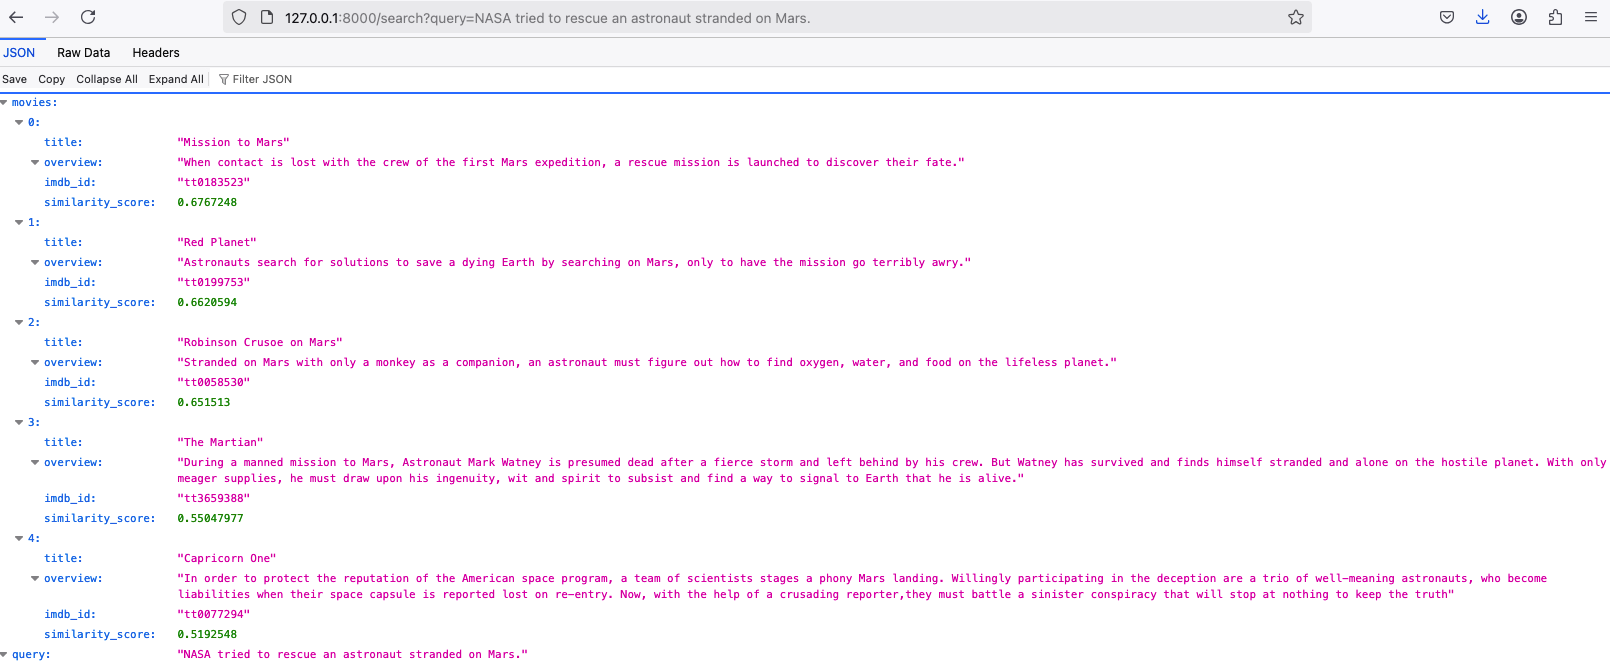 127.0.0.1:8000/search?query=NASA tried to rescue an astronaut stranded on Mars.
JSON Raw Data Headers
Save Copy Collapse All Expand All Filter JSON
movies:
0:
title: "Mission to Mars"
overview: "When contact is lost with the crew of the first Mars expedition, a rescue mission is launched to discover their fate."
imdb_id: "tt0183523"
similarity_score: 0.6767248
1:
title: "Red Planet"
overview: "Astronauts search for solutions to save a dying Earth by searching on Mars, only to have the mission go terribly awry."
imdb_id: "tt0199753"
similarity_score: 0.6620594
2:
title: "Robinson Crusoe on Mars"
overview: "Stranded on Mars with only a monkey as a companion, an astronaut must figure out how to find oxygen, water, and food on the lifeless planet."
imdb_id: "tt0058530"
similarity_score: 0.651513
3:
title: "The Martian"
overview: "During a manned mission to Mars, Astronaut Mark Watney is presumed dead after a fierce storm and left behind by his crew. But Watney has survived and finds himself stranded and alone on the hostile planet. With only
meager supplies, he must draw upon his ingenuity, wit and spirit to subsist and find a way to signal to Earth that he is alive."
imdb_id: "tt3659388"
similarity_score: 0.55047977
4:
title: "Capricorn One"
overview: "In order to protect the reputation of the American space program, a team of scientists stages a phony Mars landing. Willingly participating in the deception are a trio of well-meaning astronauts, who become
liabilities when their space capsule is reported lost on re-entry. Now, with the help of a crusading reporter,they must battle a sinister conspiracy that will stop at nothing to keep the truth"
imdb_id: "tt0077294"
similarity_score: 0.5192548
query: "NASA tried to rescue an astronaut stranded on Mars."